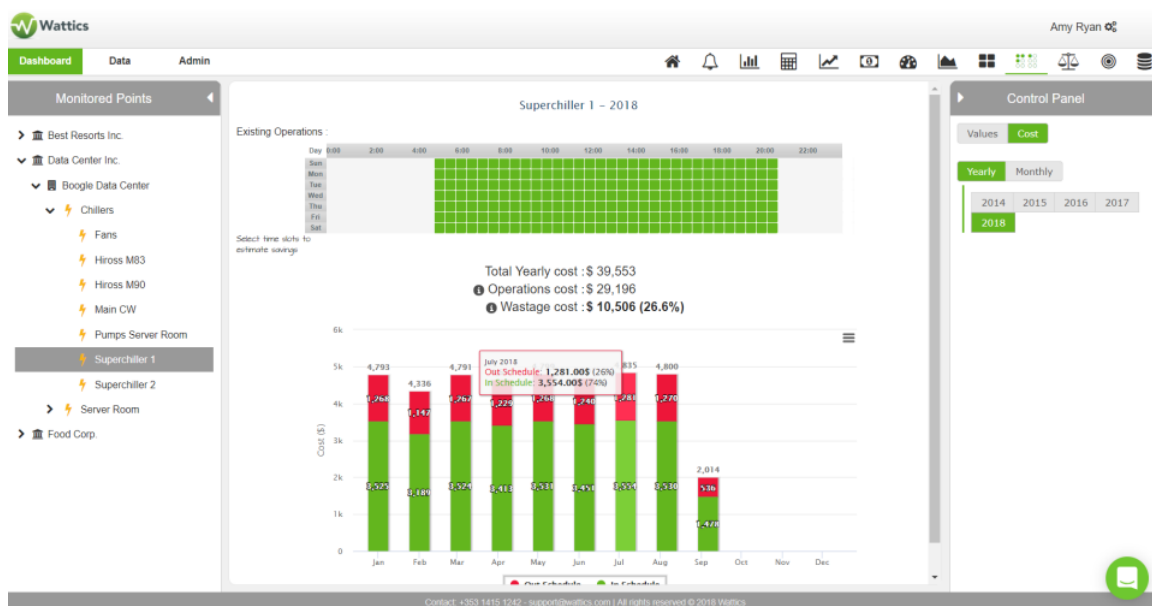 Wattics
Amy Ryan
Dashboard Data Admin
Monitored Points
Best Resorts Inc.
Data Center Inc.
Boogle Data Center
Chillers
Fans
Hiross M83
Hiross M90
Main CW
Pumps Server Room
Superchiller 1
Superchiller 2
Server Room
Food Corp.
Superchiller 1 - 2018
Existing Operations :
Day 0:00 2:00 4:00 6:00 8:00 10:00 12:00 14:00 16:00 18:00 20:00 22:00
Sun
Mon
Tue
Wed
Thu
Fri
Sat
Select time slots to
estimate savings
Total Yearly cost : $ 39,553
Operations cost : $ 29,196
Wastage cost : $ 10,506 (26.6%)
Cost ($)
6k
5k
4k
3k
2k
1k
0
4,793 4,336 4,791 4,800 2,014
July 2018
Out Schedule: 1,281.00$ (26%)
In Schedule: 3,554.00$ (74%)
1,268 1,147 1,267 1,229 1,268 1,240 1,281 1,270 536
3,525 3,189 3,524 3,413 3,531 3,451 3,554 3,530 1,478
Jan Feb Mar Apr May Jun Jul Aug Sep Oct Nov Dec
Out Schedule In Schedule
Control Panel
Values Cost
Yearly Monthly
2014 2015 2016 2017
2018
Contact: +353 1415 1242 - support@wattics.com | All rights reserved © 2018 Wattics